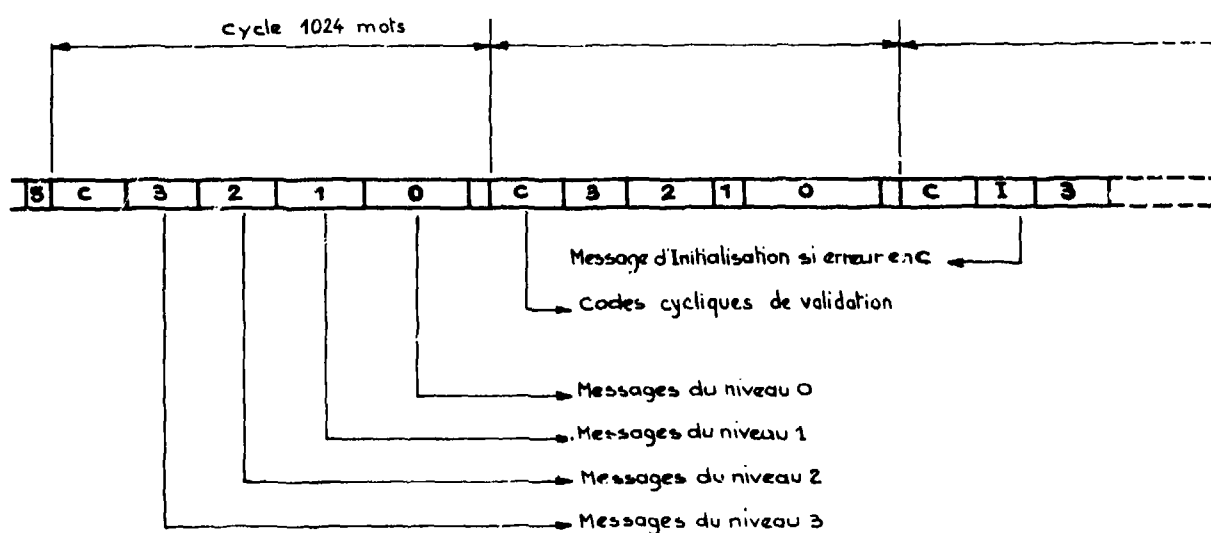 Cycle 1024 mots
S C 3 2 1 0 C 3 2 1 0 C I 3
Message d'Initialisation si erreur en C
Codes cycliques de validation
Messages du niveau 0
Messages du niveau 1
Messages du niveau 2
Messages du niveau 3